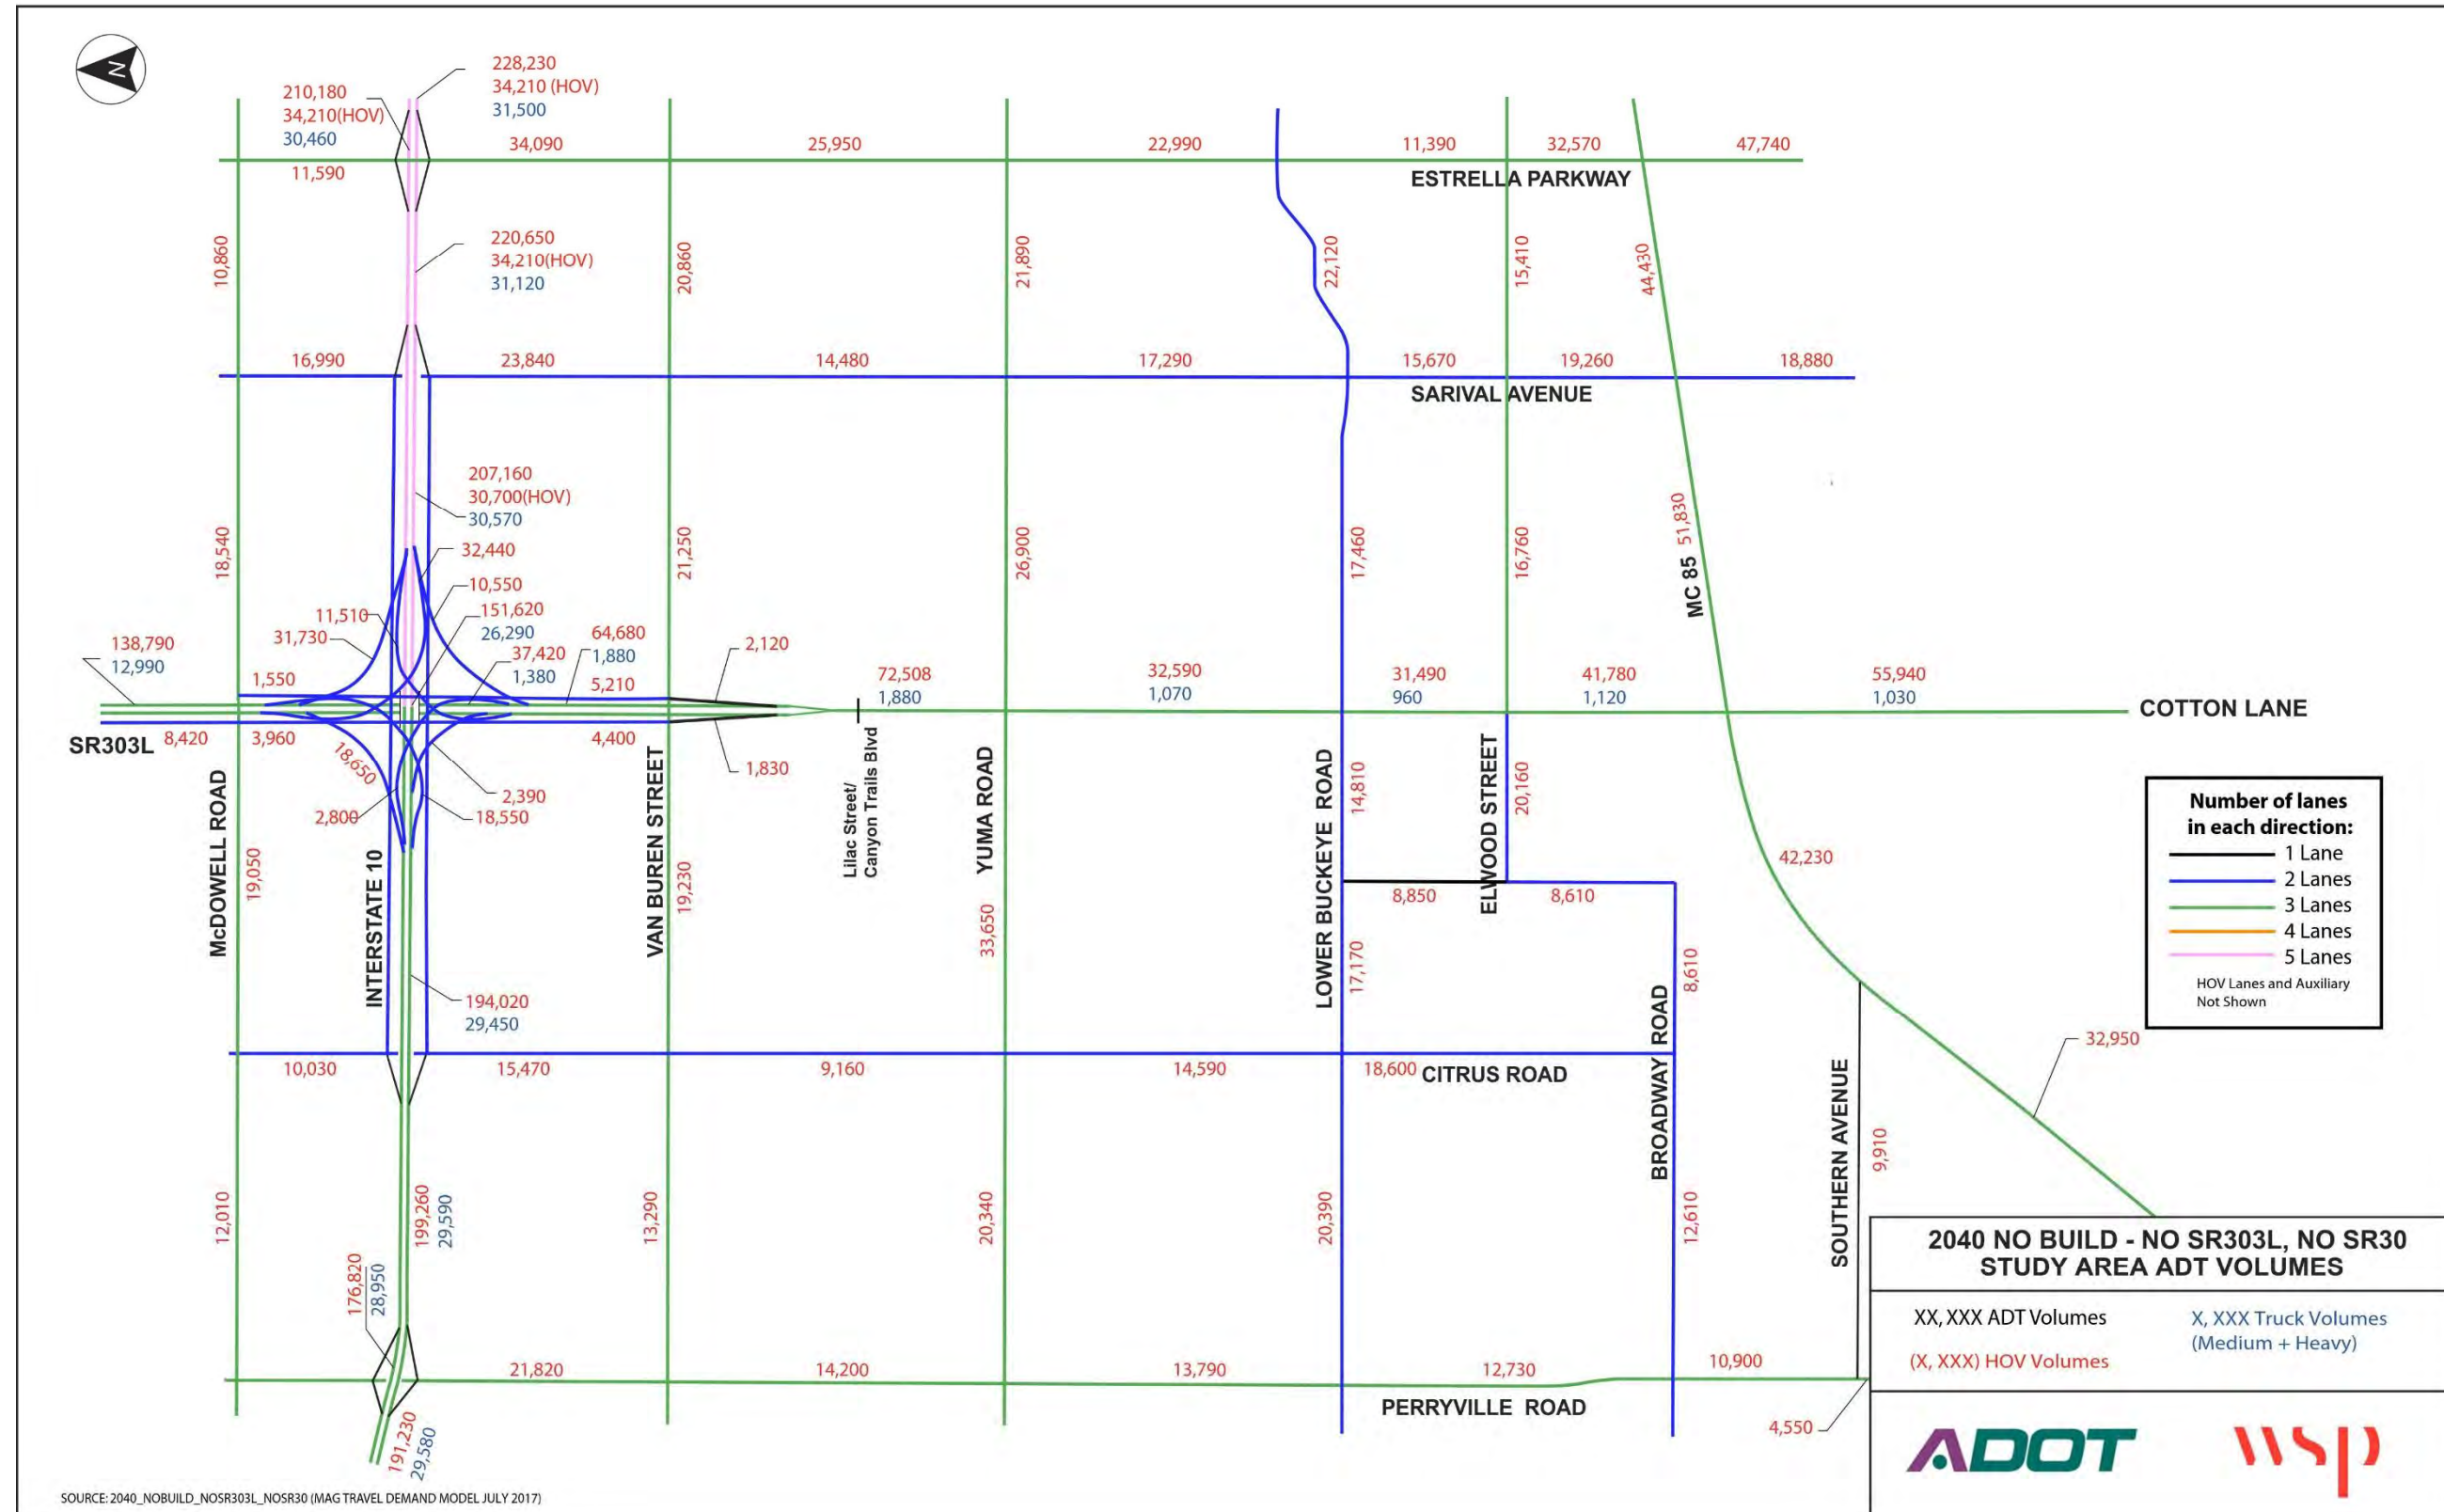 N
228,230
34,210 (HOV)
31,500
210,180
34,210(HOV)
30,460
11,590
34,090
25,950
22,990
11,390
32,570
47,740
ESTRELLA PARKWAY
10,860
220,650
34,210(HOV)
31,120
20,860
21,890
22,120
15,410
44,430
16,990
23,840
14,480
17,290
15,670
19,260
18,880
SARIVAL AVENUE
18,540
207,160
30,700(HOV)
30,570
21,250
26,900
17,460
16,760
MC 85
51,830
32,440
10,550
11,510
151,620
26,290
31,730
37,420
1,380
64,680
1,880
2,120
138,790
12,990
1,550
5,210
72,508
1,880
32,590
1,070
31,490
960
41,780
1,120
55,940
1,030
COTTON LANE
SR303L
8,420
3,960
18,650
4,400
1,830
2,390
2,800
18,550
McDOWELL ROAD
19,050
INTERSTATE 10
VAN BUREN STREET
19,230
Lilac Street/
Canyon Trails Blvd
YUMA ROAD
33,650
LOWER BUCKEYE ROAD
14,810
17,170
ELWOOD STREET
20,160
8,850
8,610
8,610
BROADWAY ROAD
42,230
32,950
Number of lanes
in each direction:
1 Lane
2 Lanes
3 Lanes
4 Lanes
5 Lanes
HOV Lanes and Auxiliary
Not Shown
194,020
29,450
10,030
15,470
9,160
14,590
18,600
CITRUS ROAD
SOUTHERN AVENUE
9,910
12,010
199,260
29,590
176,820
28,950
13,290
20,340
20,390
12,610
21,820
14,200
13,790
12,730
10,900
PERRYVILLE ROAD
4,550
191,230
29,580
2040 NO BUILD - NO SR303L, NO SR30
STUDY AREA ADT VOLUMES
XX, XXX ADT Volumes
X, XXX Truck Volumes
(Medium + Heavy)
(X, XXX) HOV Volumes
ADOT
wsp
SOURCE: 2040_NOBUILD_NOSR303L_NOSR30 (MAG TRAVEL DEMAND MODEL JULY 2017)